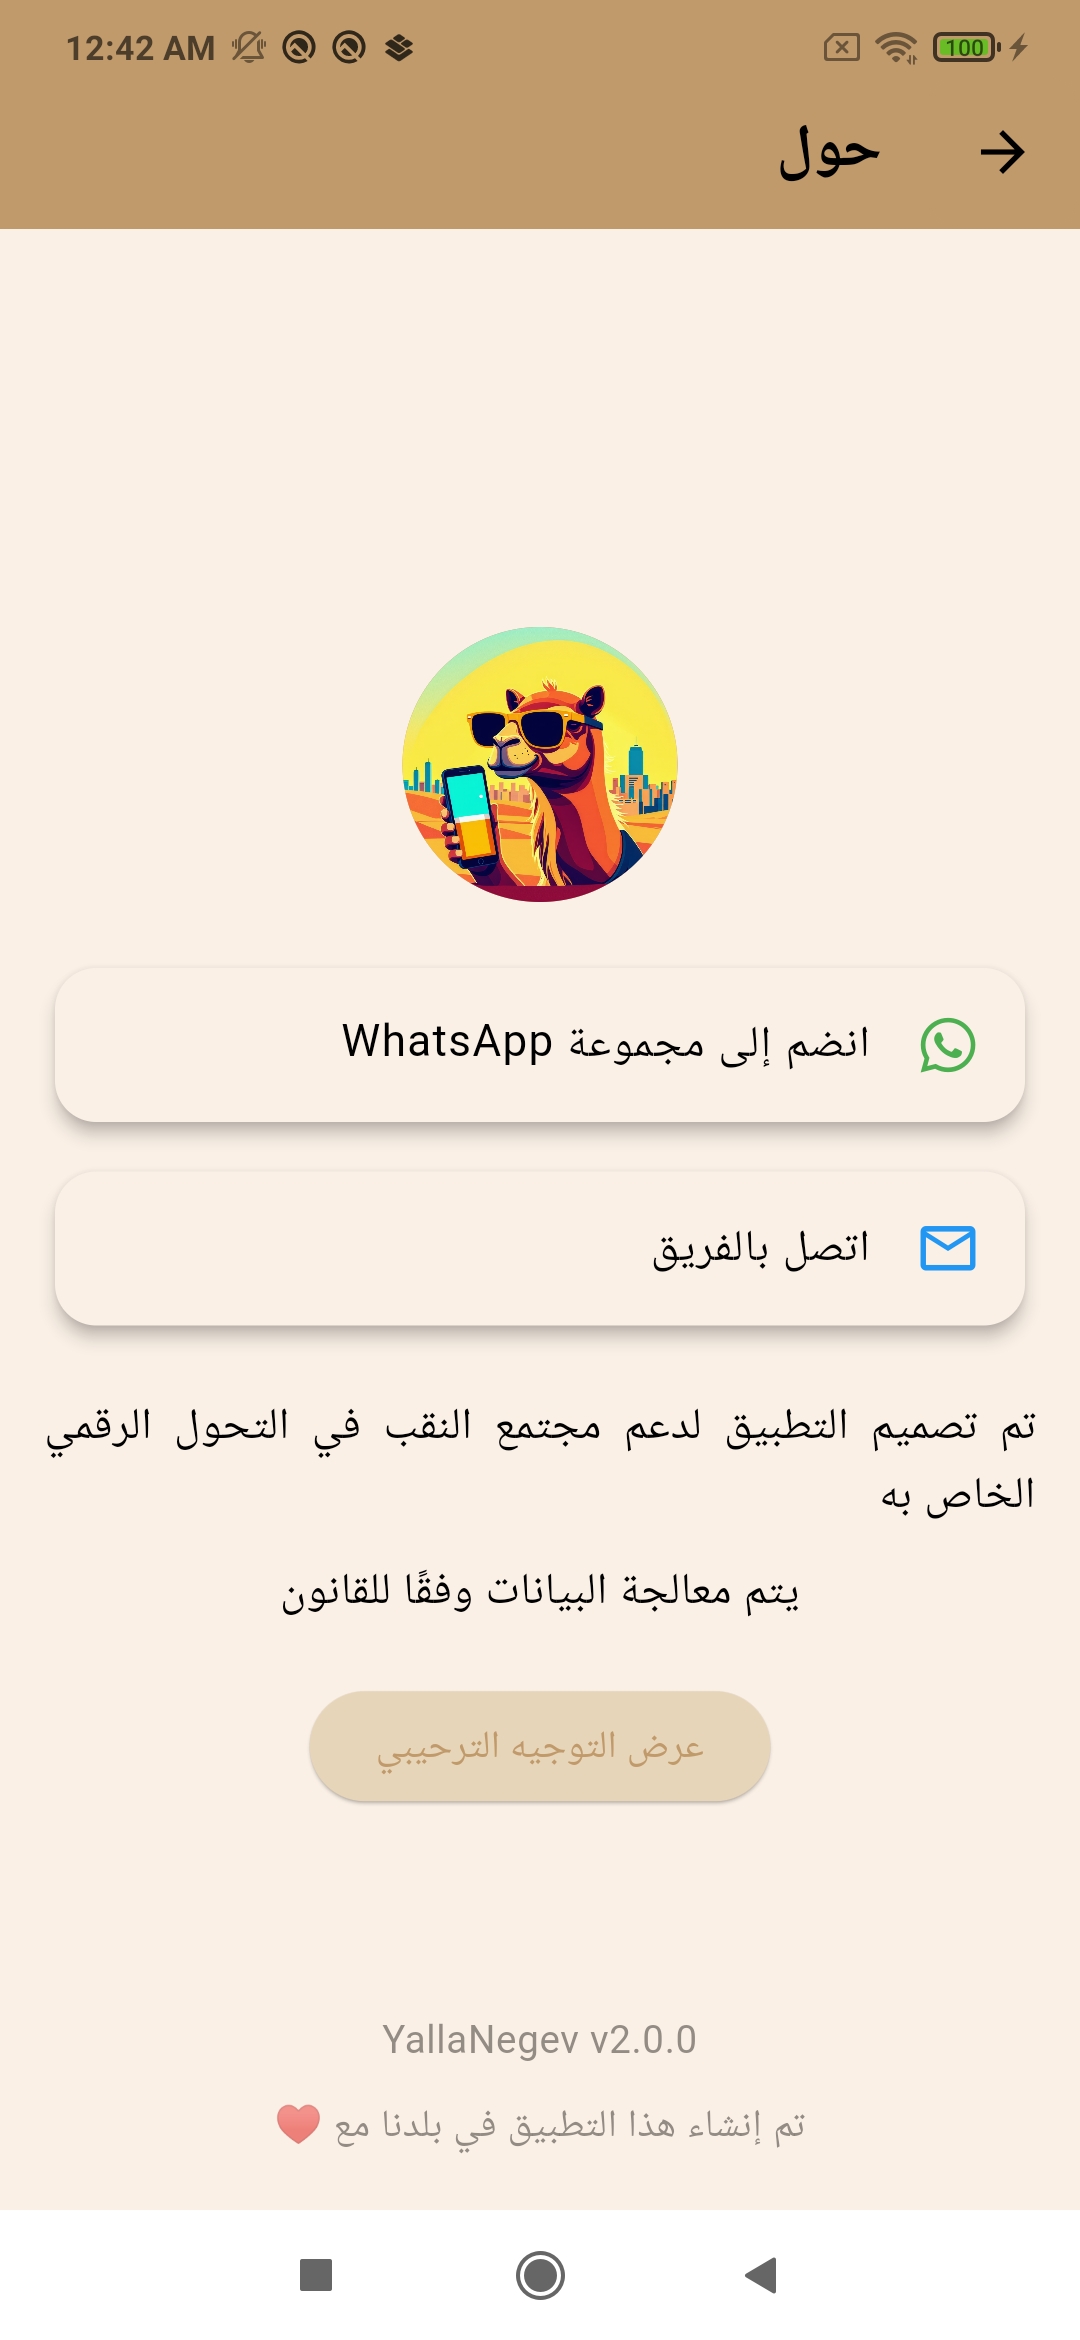 12:42 AM
100
حول
انضم إلى مجموعة WhatsApp
اتصل بالفريق
تم تصميم التطبيق لدعم مجتمع النقب في التحول الرقمي
الخاص به
يتم معالجة البيانات وفقًا للقانون
عرض التوجيه الترحيبي
YallaNegev v2.0.0
تم إنشاء هذا التطبيق في بلدنا مع ❤️